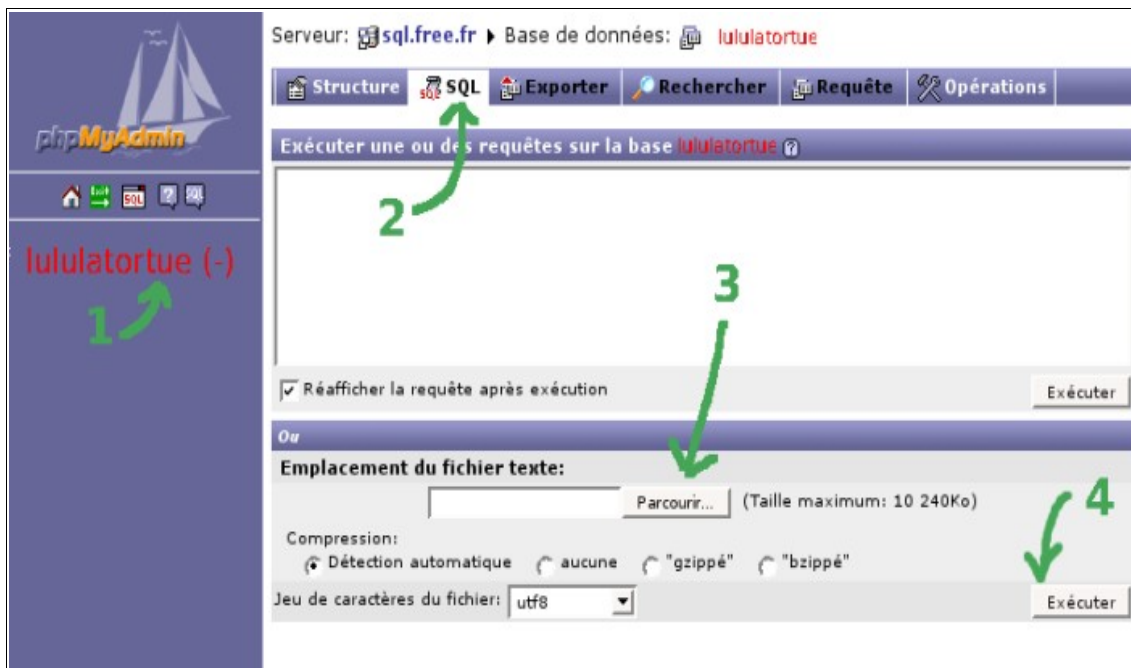 Serveur: sql.free.fr ▸ Base de données: lululatortue
phpMyAdmin
Structure SQL Exporter Rechercher Requête Opérations
2
Exécuter une ou des requêtes sur la base lululatortue
lululatortue (-)
1
3
Réafficher la requête après exécution
Exécuter
Ou
Emplacement du fichier texte:
Parcourir... (Taille maximum: 10 240Ko)
4
Compression:
Détection automatique aucune "gzippé" "bzippé"
Jeu de caractères du fichier: utf8
Exécuter